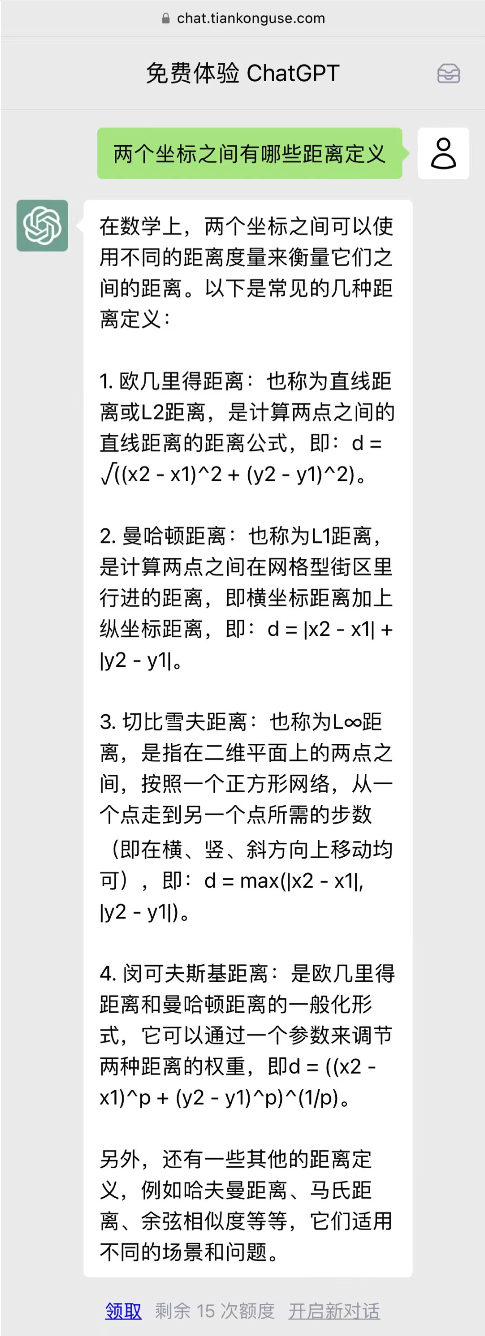 chat.tiankonguse.com
免费体验 ChatGPT
两个坐标之间有哪些距离定义
在数学上，两个坐标之间可以使
用不同的距离度量来衡量它们之
间的距离。以下是常见的几种距
离定义：
1. 欧几里得距离：也称为直线距
离或L2距离，是计算两点之间的
直线距离的距离公式，即：d =
√((x2 - x1)^2 + (y2 - y1)^2)。
2. 曼哈顿距离：也称为L1距离，
是计算两点之间在网格型街区里
行进的距离，即横坐标距离加上
纵坐标距离，即：d = |x2 - x1| +
|y2 - y1|。
3. 切比雪夫距离：也称为L∞距
离，是指在二维平面上的两点之
间，按照一个正方形网络，从一
个点走到另一个点所需的步数
（即在横、竖、斜方向上移动均
可），即：d = max(|x2 - x1|,
|y2 - y1|)。
4. 闵可夫斯基距离：是欧几里得
距离和曼哈顿距离的一般化形
式，它可以通过一个参数来调节
两种距离的权重，即d = ((x2 -
x1)^p + (y2 - y1)^p)^(1/p)。
另外，还有一些其他的距离定
义，例如哈夫曼距离、马氏距
离、余弦相似度等等，它们适用
不同的场景和问题。
领取 剩余 15 次额度 开启新对话